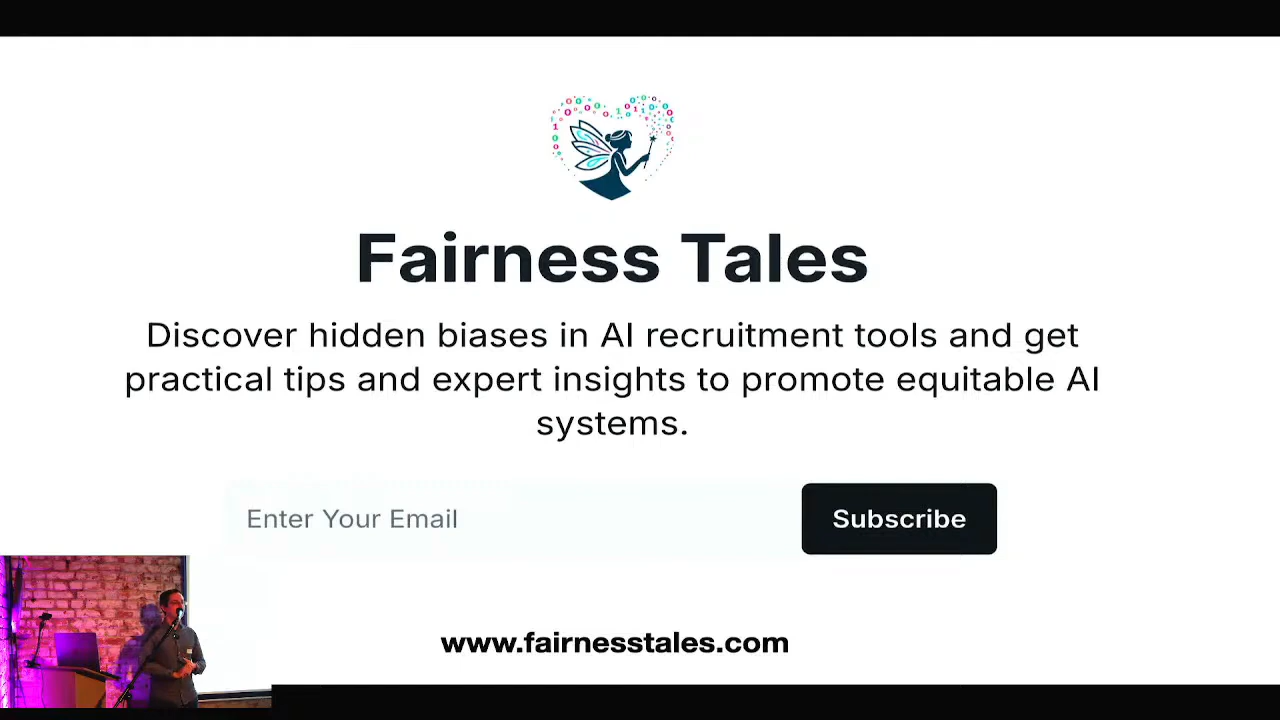 Fairness Tales
Discover hidden biases in AI recruitment tools and get
practical tips and expert insights to promote equitable AI
systems.
Enter Your Email
Subscribe
www.fairnesstales.com